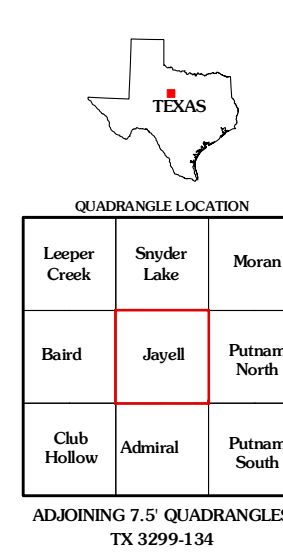 TEXAS
QUADRANGLE LOCATION
Leeper
Creek
Snyder
Lake
Moran
Baird
Jayell
Putnam
North
Club
Hollow
Admiral
Putnam
South
ADJOINING 7.5' QUADRANGLES
TX 3299-134